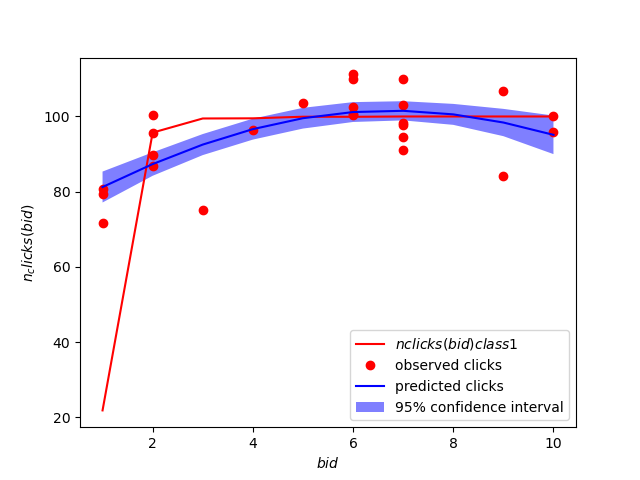 100
80
60
40
20
n_clicks(bid)
nclicks(bid)class1
observed clicks
predicted clicks
95% confidence interval
2 4 6 8 10
bid